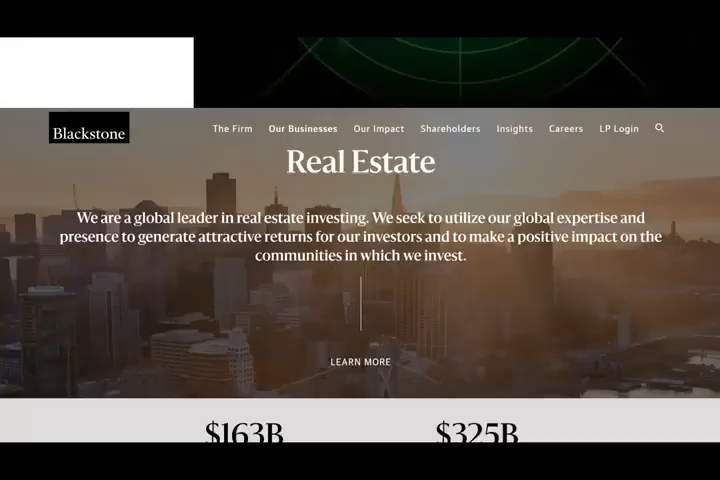 Blackstone
The Firm Our Businesses Our Impact Shareholders Insights Careers LP Login
Real Estate
We are a global leader in real estate investing. We seek to utilize our global expertise and
presence to generate attractive returns for our investors and to make a positive impact on the
communities in which we invest.
LEARN MORE
$163B $325B